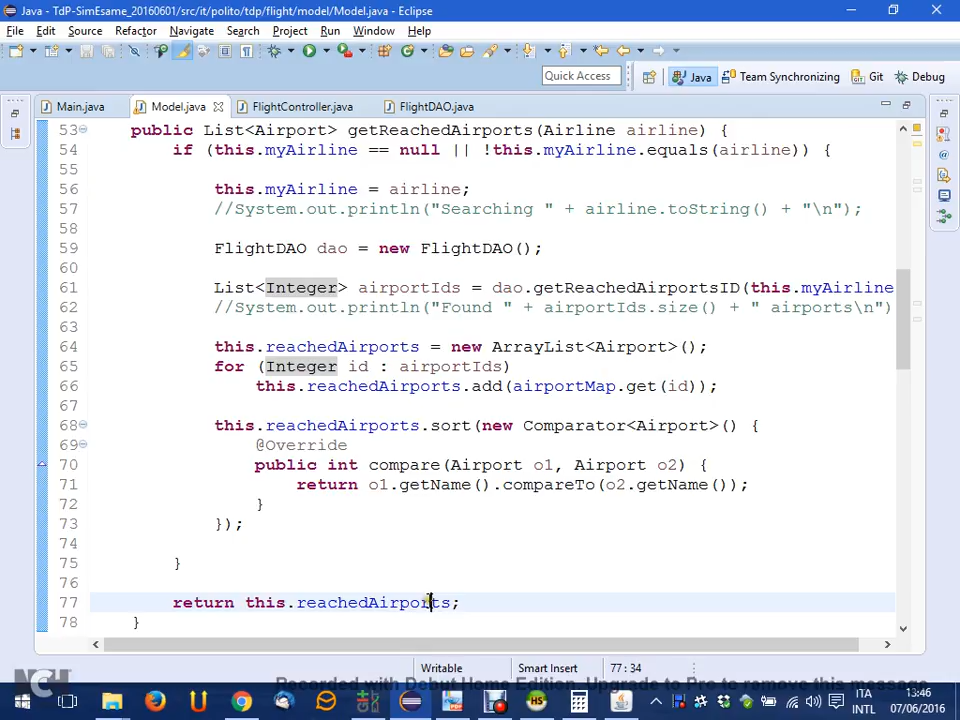 Java - TdP-SimEsame_20160601/src/it/polito/tdp/flight/model/Model.java - Eclipse
File Edit Source Refactor Navigate Search Project Run Window Help
Quick Access Java Team Synchronizing Git Debug
Main.java Model.java FlightController.java FlightDAO.java
53 public List<Airport> getReachedAirports(Airline airline) {
54 if (this.myAirline == null || !this.myAirline.equals(airline)) {
55
56 this.myAirline = airline;
57 //System.out.println("Searching " + airline.toString() + "\n");
58
59 FlightDAO dao = new FlightDAO();
60
61 List<Integer> airportIds = dao.getReachedAirportsID(this.myAirline
62 //System.out.println("Found " + airportIds.size() + " airports\n")
63
64 this.reachedAirports = new ArrayList<Airport>();
65 for (Integer id : airportIds)
66 this.reachedAirports.add(airportMap.get(id));
67
68 this.reachedAirports.sort(new Comparator<Airport>() {
69 @Override
70 public int compare(Airport o1, Airport o2) {
71 return o1.getName().compareTo(o2.getName());
72 }
73 });
74
75 }
76
77 return this.reachedAirports;
78 }
Writable Smart Insert 77 : 34
NCH Recorded with Debut Home Edition. Upgrade to Pro to remove this message
ITA 13:46
INTL 07/06/2016